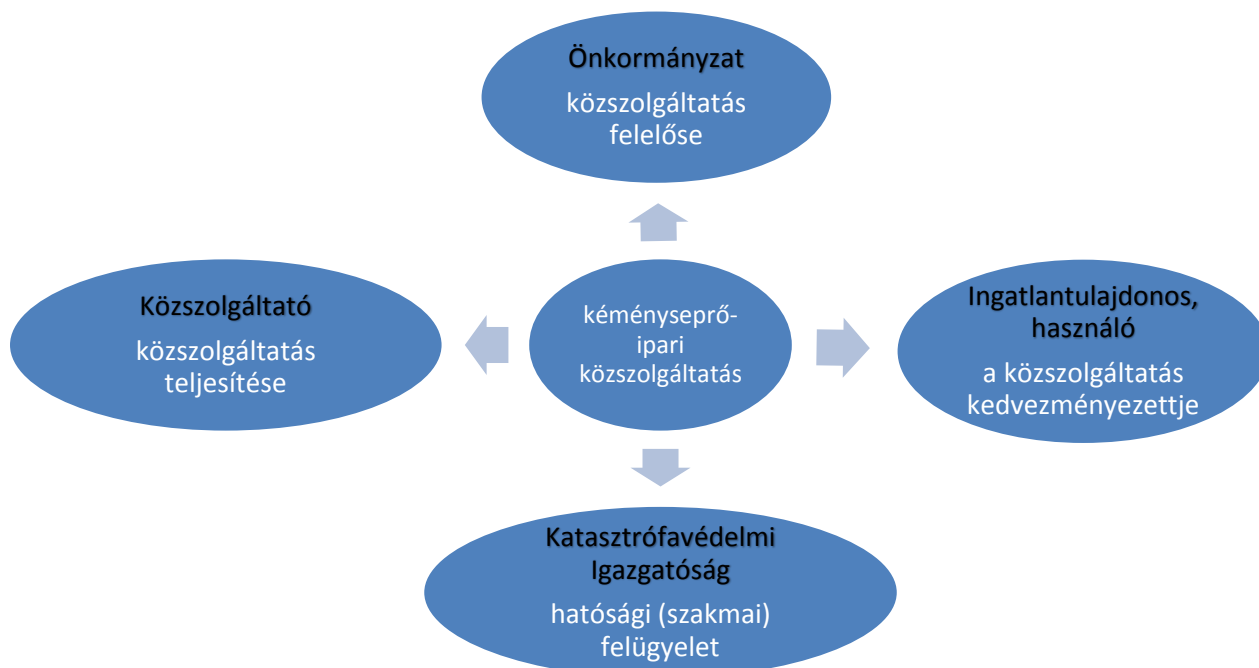 Önkormányzat
közszolgáltatás
felelőse
Közszolgáltató
közszolgáltatás
teljesítése
kéményseprő-
ipari
közszolgáltatás
Ingatlantulajdonos,
használó
a közszolgáltatás
kedvezményezettje
Katasztrófavédelmi
Igazgatóság
hatósági (szakmai)
felügyelet